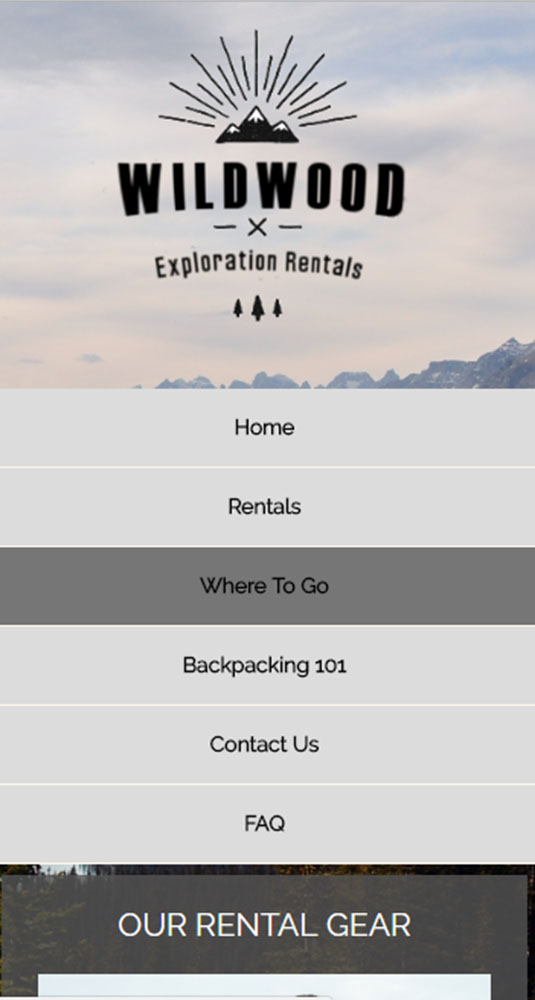 WILDWOOD
Exploration Rentals
Home
Rentals
Where To Go
Backpacking 101
Contact Us
FAQ
OUR RENTAL GEAR